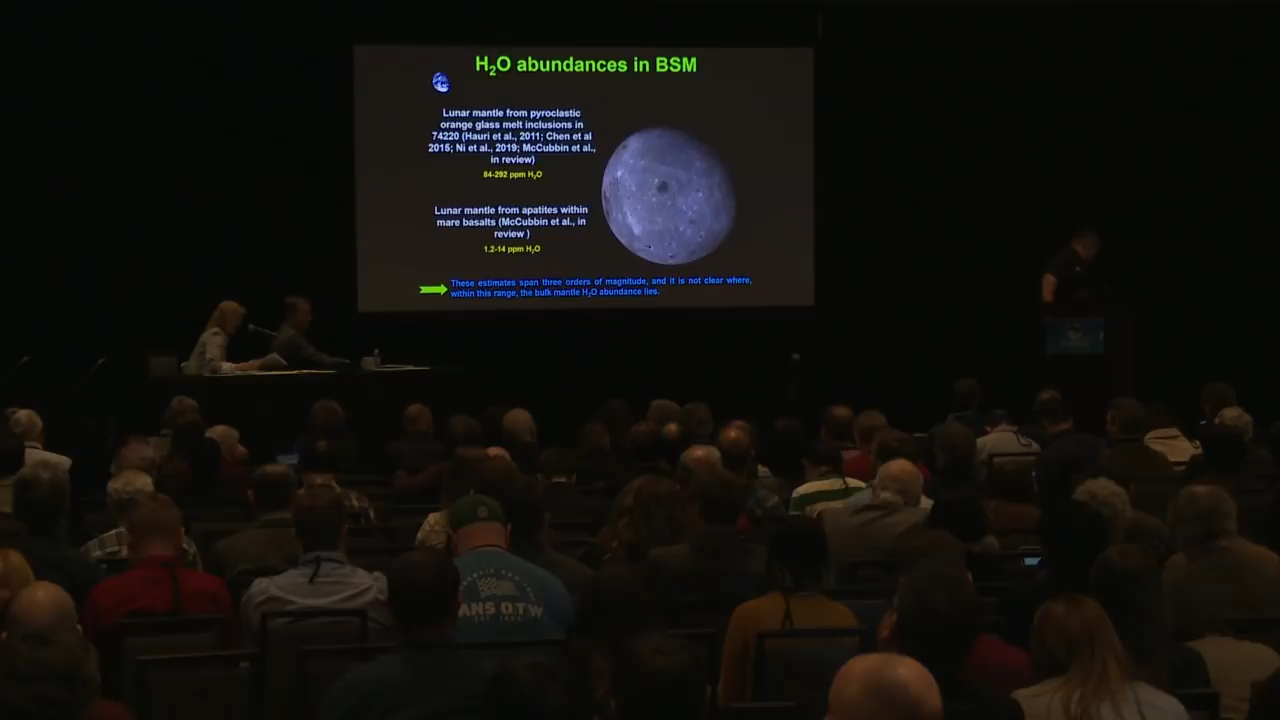 H₂O abundances in BSM
Lunar mantle from pyroclastic
orange glass melt inclusions in
74220 (Hauri et al., 2011; Chen et al
2015; Ni et al., 2019; McCubbin et al.,
in review)
84-292 ppm H₂O
Lunar mantle from apatites within
mare basalts (McCubbin et al., in
review )
1.2-14 ppm H₂O
These estimates span three orders of magnitude, and it is not clear where,
within this range, the bulk mantle H₂O abundance lies.
ANS O.T.W